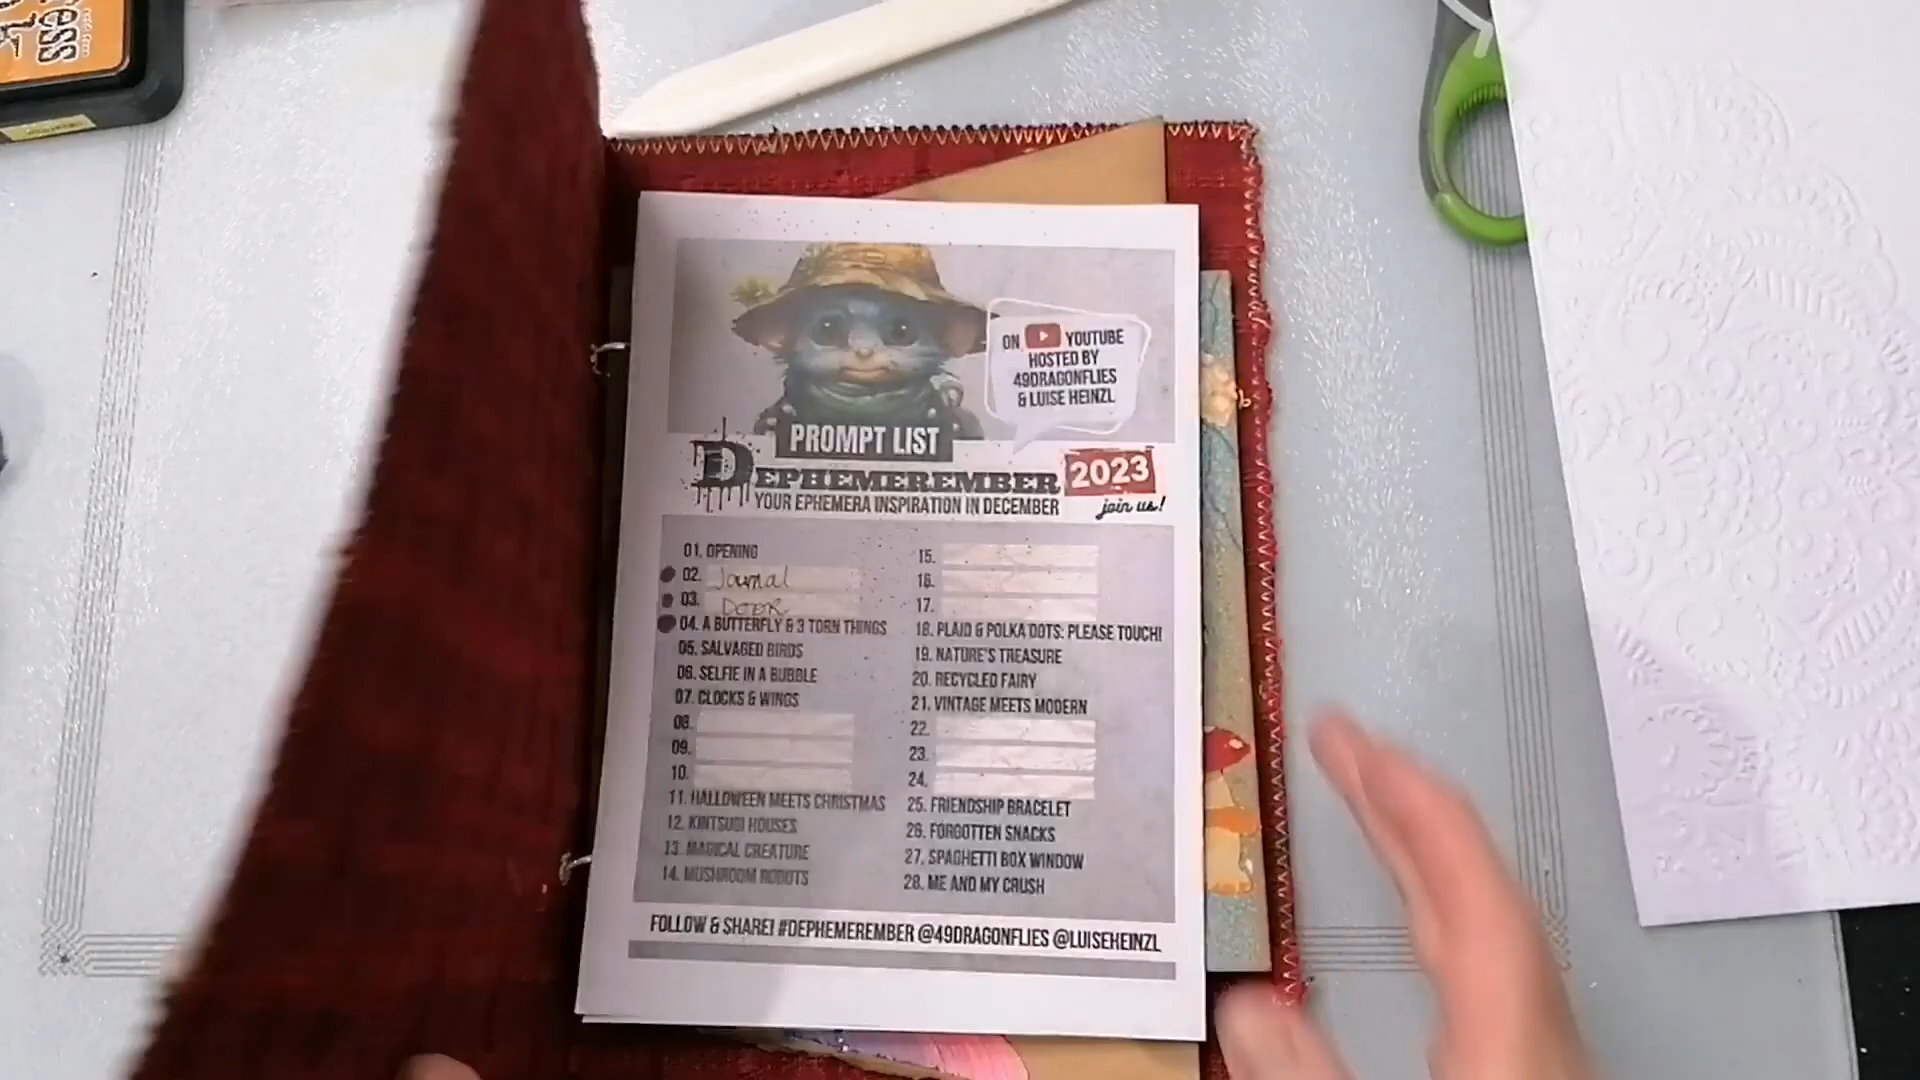 ess
ON YOUTUBE
HOSTED BY
49DRAGONFLIES
& LUISE HEINZL
PROMPT LIST
DEPHEMEREMBER 2023
YOUR EPHEMERA INSPIRATION IN DECEMBER join us!
01. OPENING
02. Journal
03. DOOR
04. A BUTTERFLY & 3 TORN THINGS
05. SALVAGED BIRDS
06. SELFIE IN A BUBBLE
07. CLOCKS & WINGS
08.
09.
10.
11. HALLOWEEN MEETS CHRISTMAS
12. KINTSUGI HOUSES
13. MAGICAL CREATURE
14. MUSHROOM ROBOTS
15.
16.
17.
18. PLAID & POLKA DOTS: PLEASE TOUCH!
19. NATURE'S TREASURE
20. RECYCLED FAIRY
21. VINTAGE MEETS MODERN
22.
23.
24.
25. FRIENDSHIP BRACELET
26. FORGOTTEN SNACKS
27. SPAGHETTI BOX WINDOW
28. ME AND MY CRUSH
FOLLOW & SHARE! #DEPHEMEREMBER @49DRAGONFLIES @LUISEHEINZL